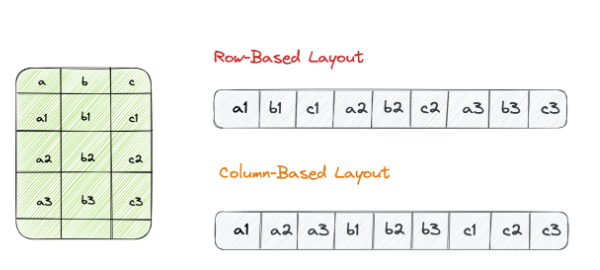 a b c
a1 b1 c1
a2 b2 c2
a3 b3 c3
Row-Based Layout
a1 b1 c1 a2 b2 c2 a3 b3 c3
Column-Based Layout
a1 a2 a3 b1 b2 b3 c1 c2 c3